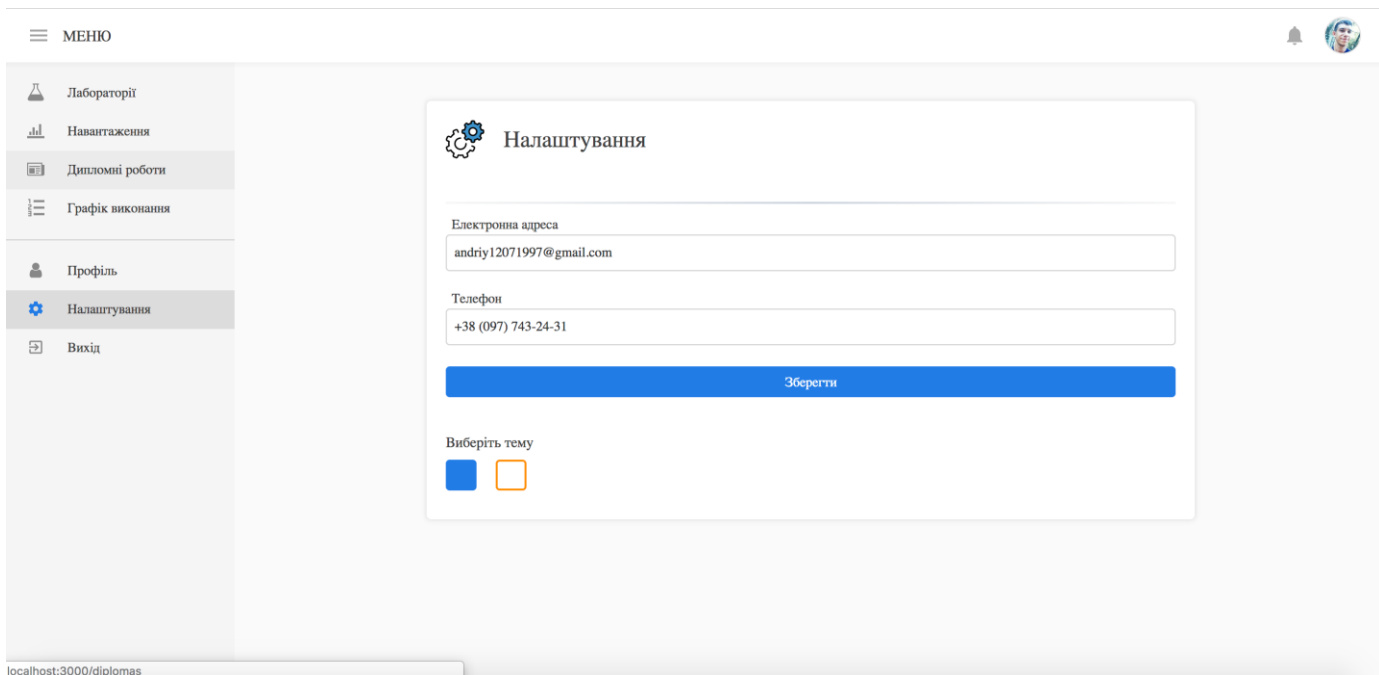 МЕНЮ
Лабораторії
Навантаження
Дипломні роботи
Графік виконання
Профіль
Налаштування
Вихід
Налаштування
Електронна адреса
andriy12071997@gmail.com
Телефон
+38 (097) 743-24-31
Зберегти
Виберіть тему
localhost:3000/diplomas